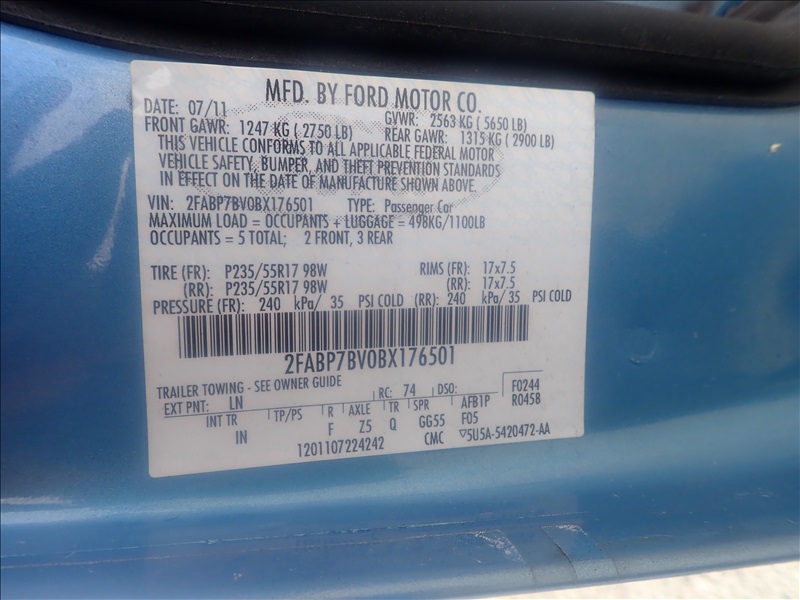 MFD. BY FORD MOTOR CO.
DATE: 07/11 GVWR: 2563 KG ( 5650 LB)
FRONT GAWR: 1247 KG ( 2750 LB) REAR GAWR: 1315 KG ( 2900 LB)
THIS VEHICLE CONFORMS TO ALL APPLICABLE FEDERAL MOTOR
VEHICLE SAFETY, BUMPER, AND THEFT PREVENTION STANDARDS
IN EFFECT ON THE DATE OF MANUFACTURE SHOWN ABOVE.
VIN: 2FABP7BV0BX176501 TYPE: Passenger Car
MAXIMUM LOAD = OCCUPANTS + LUGGAGE = 498KG/1100LB
OCCUPANTS = 5 TOTAL; 2 FRONT, 3 REAR
TIRE (FR): P235/55R17 98W RIMS (FR): 17x7.5
(RR): P235/55R17 98W (RR): 17x7.5
PRESSURE (FR): 240 kPa/ 35 PSI COLD (RR): 240 kPa/ 35 PSI COLD
2FABP7BV0BX176501
TRAILER TOWING - SEE OWNER GUIDE
EXT PNT: LN RC: 74 DSO: F0244
R0458
INT TR TP/PS R AXLE TR SPR AFB1P
IN F Z5 Q GG55 F05
1201107224242 CMC ▽5U5A-5420472-AA